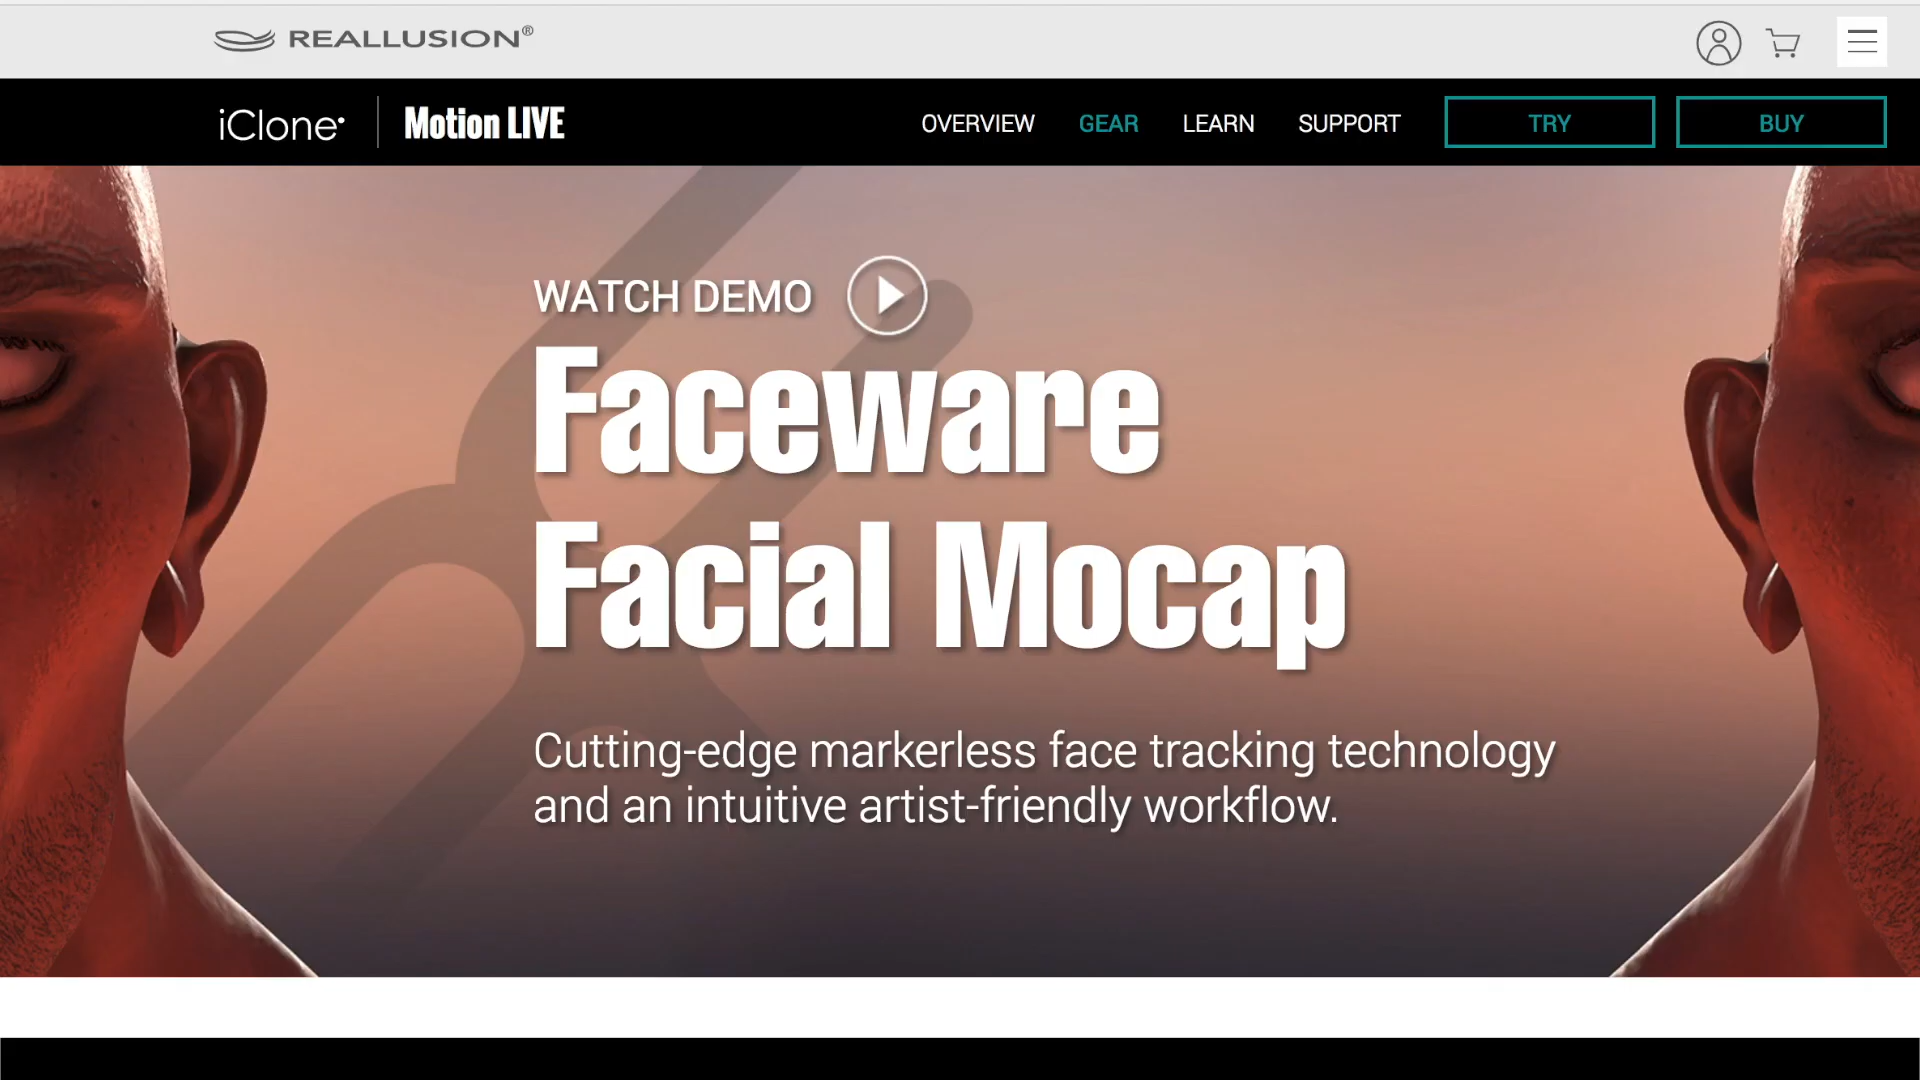 REALLUSION®
iClone
Motion LIVE
OVERVIEW
GEAR
LEARN
SUPPORT
TRY
BUY
WATCH DEMO
Faceware
Facial Mocap
Cutting-edge markerless face tracking technology
and an intuitive artist-friendly workflow.